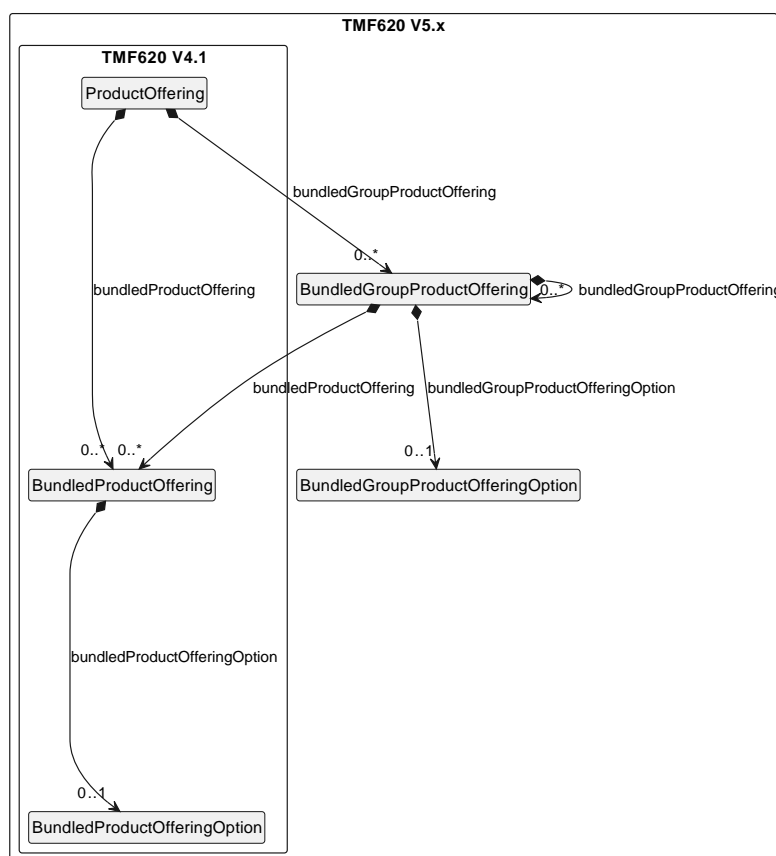 TMF620 V5.x
TMF620 V4.1
ProductOffering
bundledGroupProductOffering
0..*
bundledProductOffering
BundledGroupProductOffering
0..*
bundledGroupProductOffering
bundledProductOffering
bundledGroupProductOfferingOption
0..*
0..*
0..1
BundledProductOffering
BundledGroupProductOfferingOption
bundledProductOfferingOption
0..1
BundledProductOfferingOption